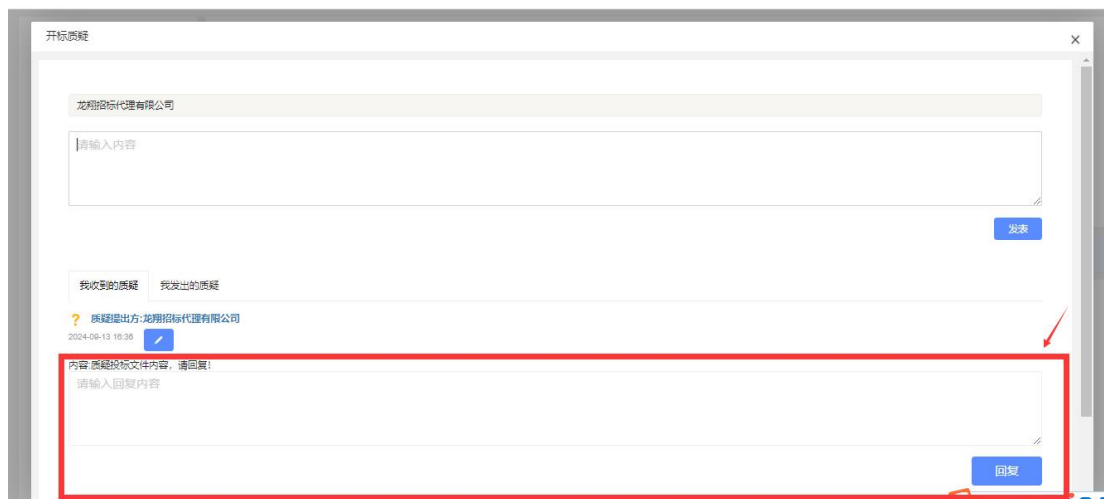 开标质疑
×
龙翔招标代理有限公司
请输入内容
发表
我收到的质疑 我发出的质疑
? 质疑提出方:龙翔招标代理有限公司
2024-09-13 16:36
内容:质疑投标文件内容，请回复!
请输入回复内容
回复